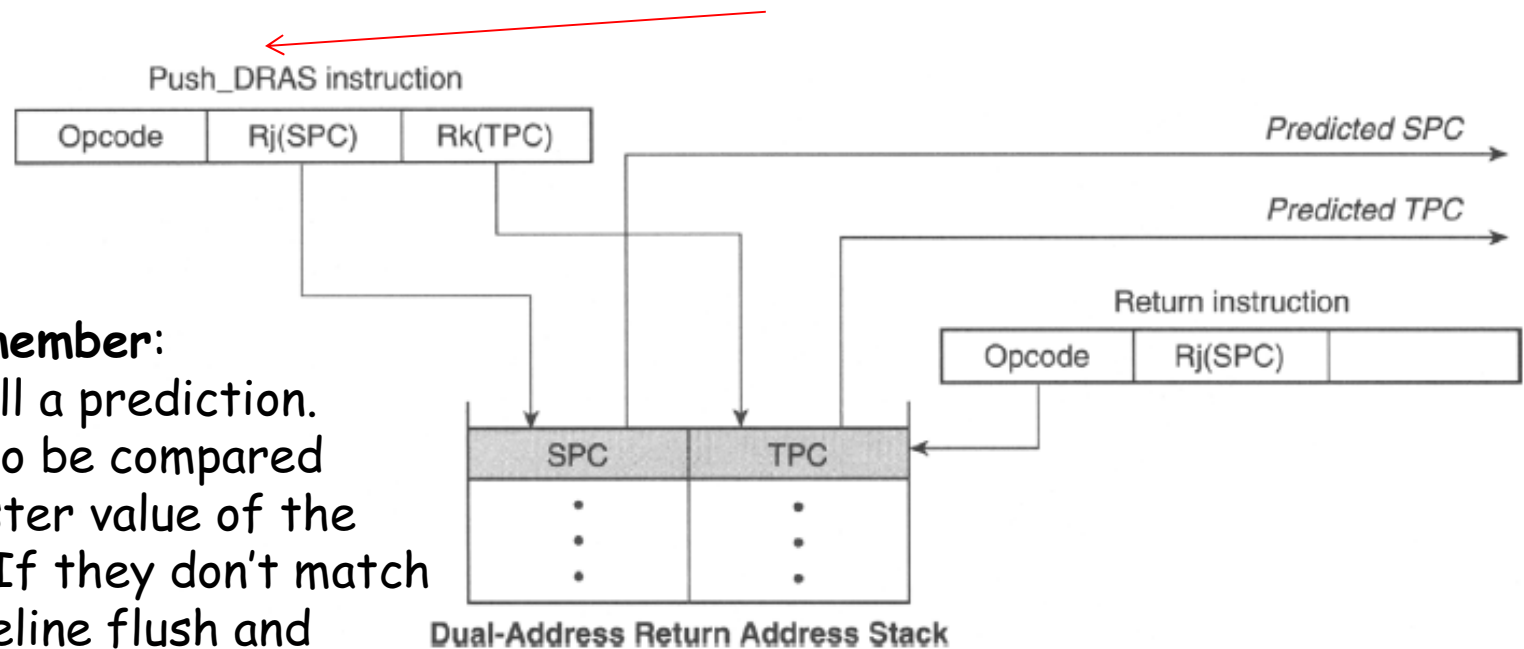 Push_DRAS instruction
Opcode Rj(SPC) Rk(TPC)
Predicted SPC
Predicted TPC
Return instruction
Opcode Rj(SPC)
nember:
ll a prediction.
o be compared
ter value of the
If they don't match
eline flush and
SPC TPC
Dual-Address Return Address Stack